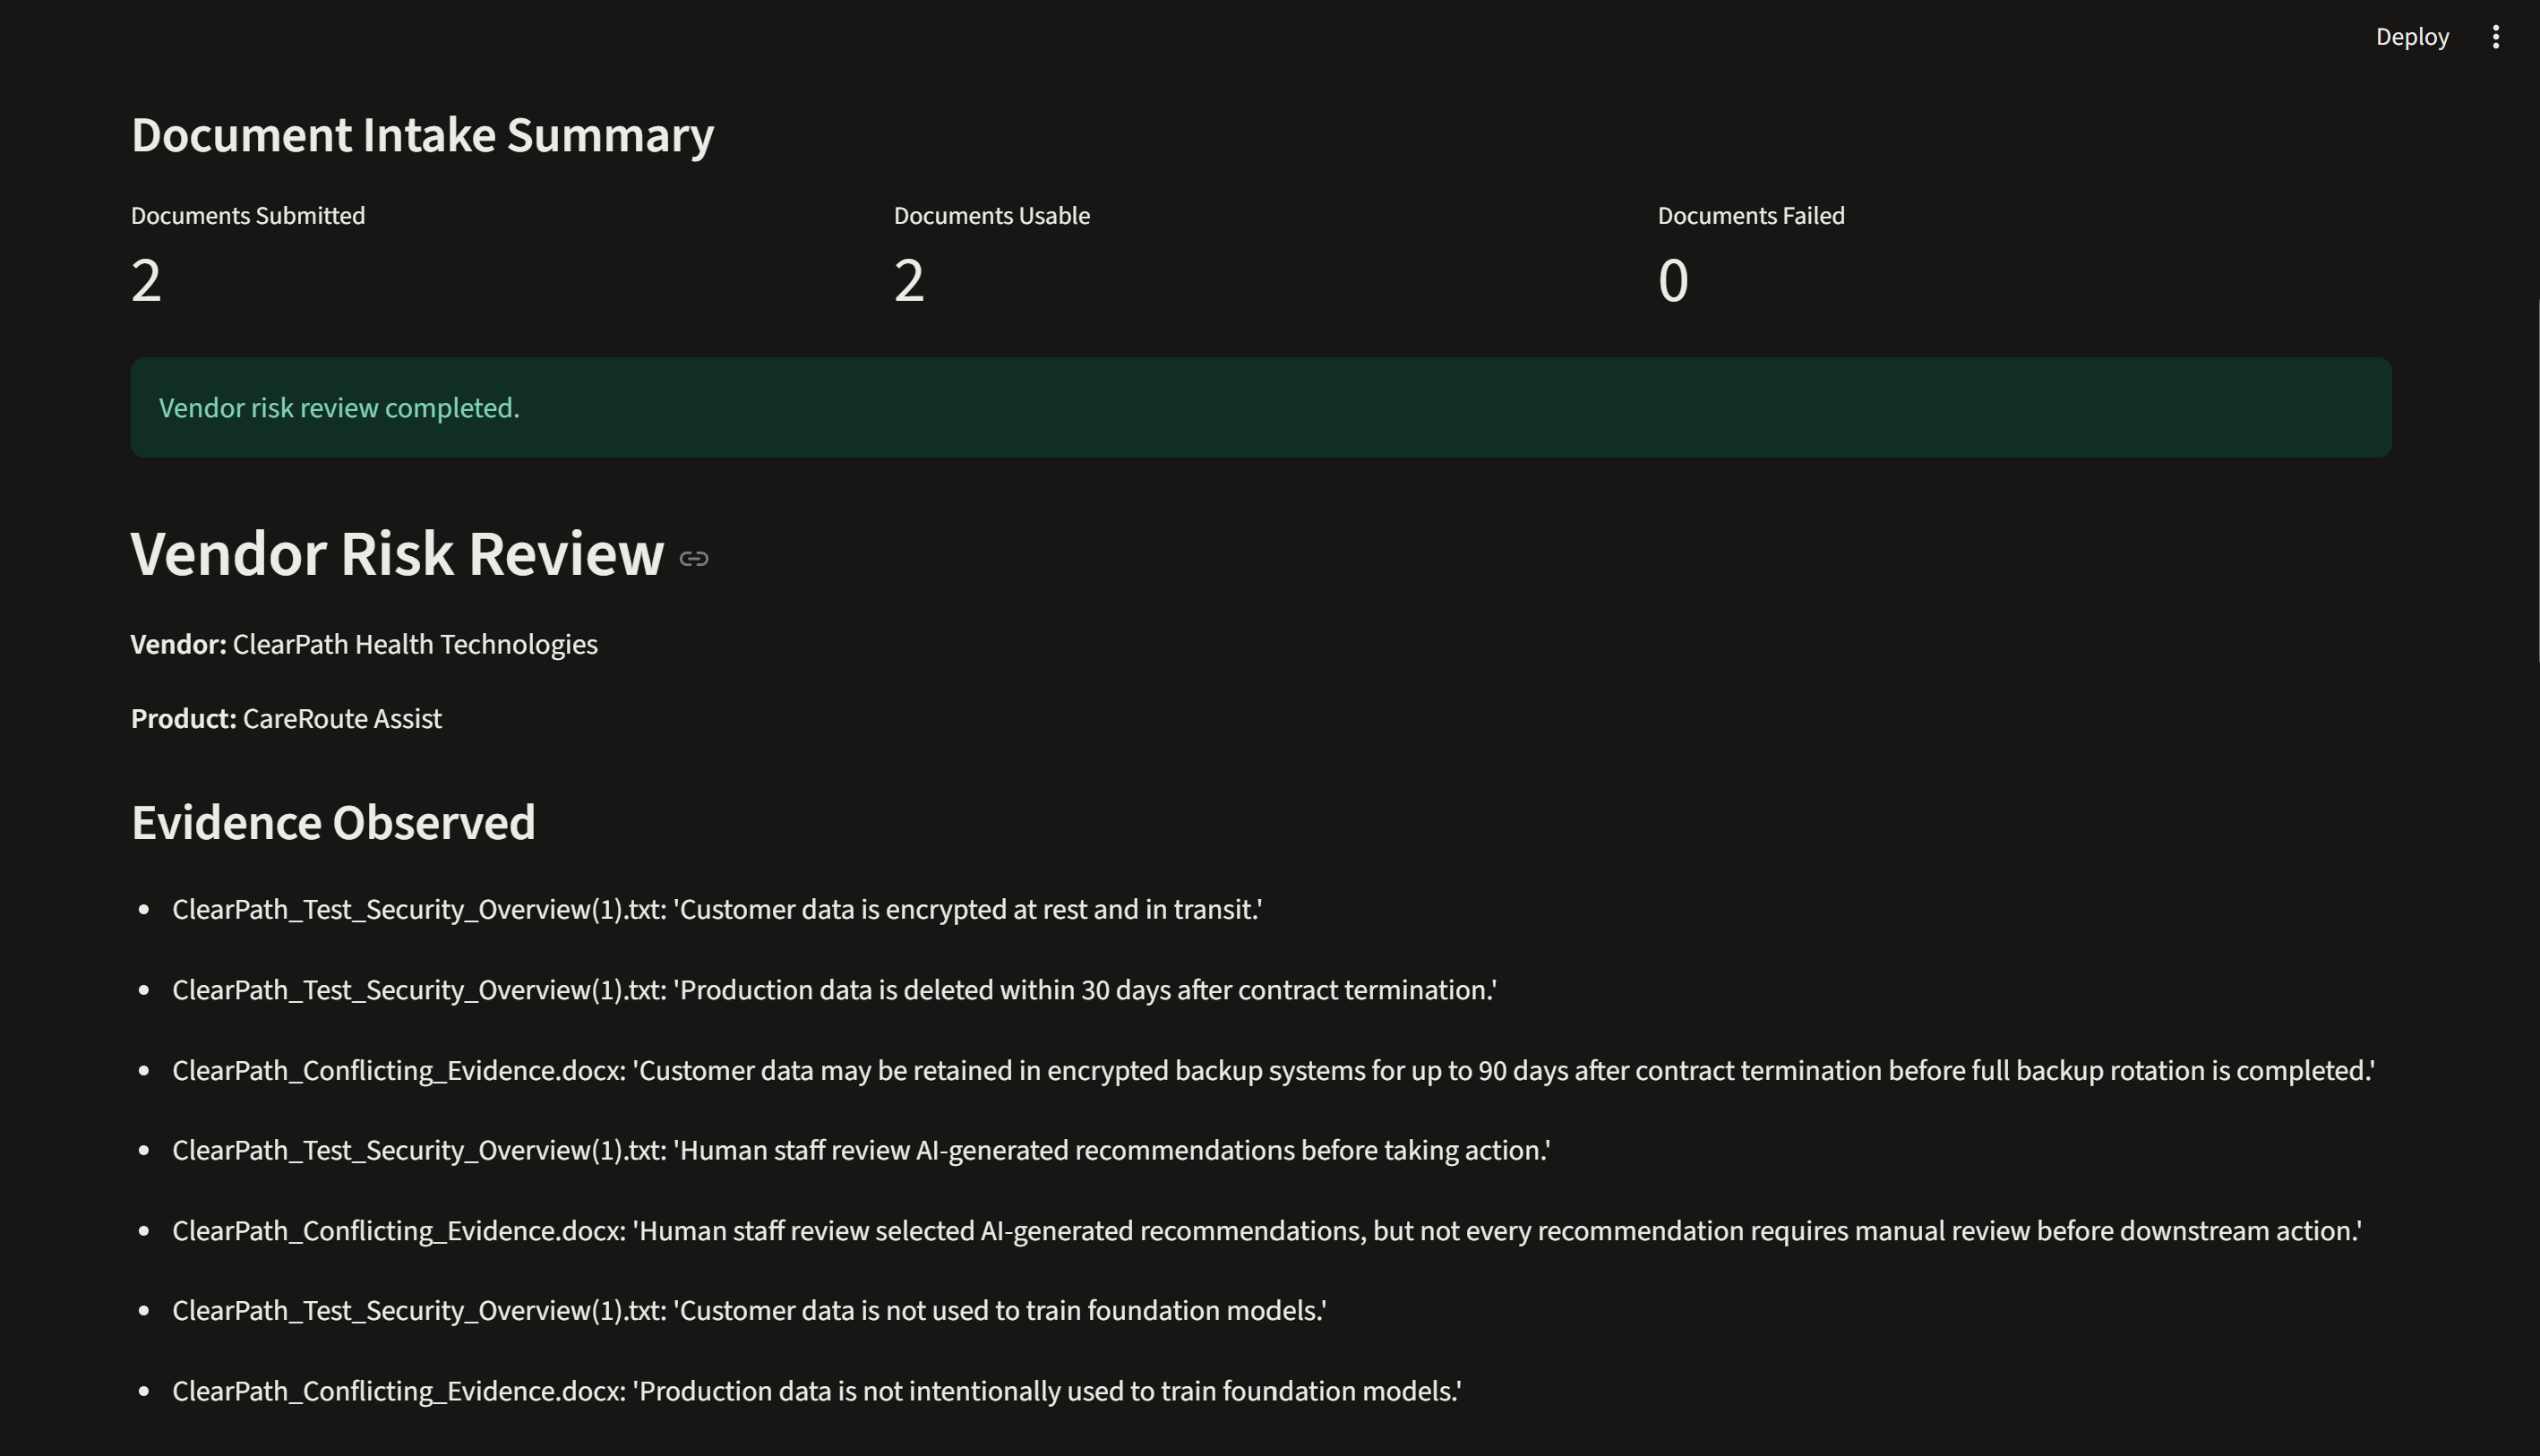 Deploy
Document Intake Summary
Documents Submitted
2
Documents Usable
2
Documents Failed
0
Vendor risk review completed.
Vendor Risk Review
Vendor: ClearPath Health Technologies
Product: CareRoute Assist
Evidence Observed
• ClearPath_Test_Security_Overview(1).txt: 'Customer data is encrypted at rest and in transit.'
• ClearPath_Test_Security_Overview(1).txt: 'Production data is deleted within 30 days after contract termination.'
• ClearPath_Conflicting_Evidence.docx: 'Customer data may be retained in encrypted backup systems for up to 90 days after contract termination before full backup rotation is completed.'
• ClearPath_Test_Security_Overview(1).txt: 'Human staff review AI-generated recommendations before taking action.'
• ClearPath_Conflicting_Evidence.docx: 'Human staff review selected AI-generated recommendations, but not every recommendation requires manual review before downstream action.'
• ClearPath_Test_Security_Overview(1).txt: 'Customer data is not used to train foundation models.'
• ClearPath_Conflicting_Evidence.docx: 'Production data is not intentionally used to train foundation models.'